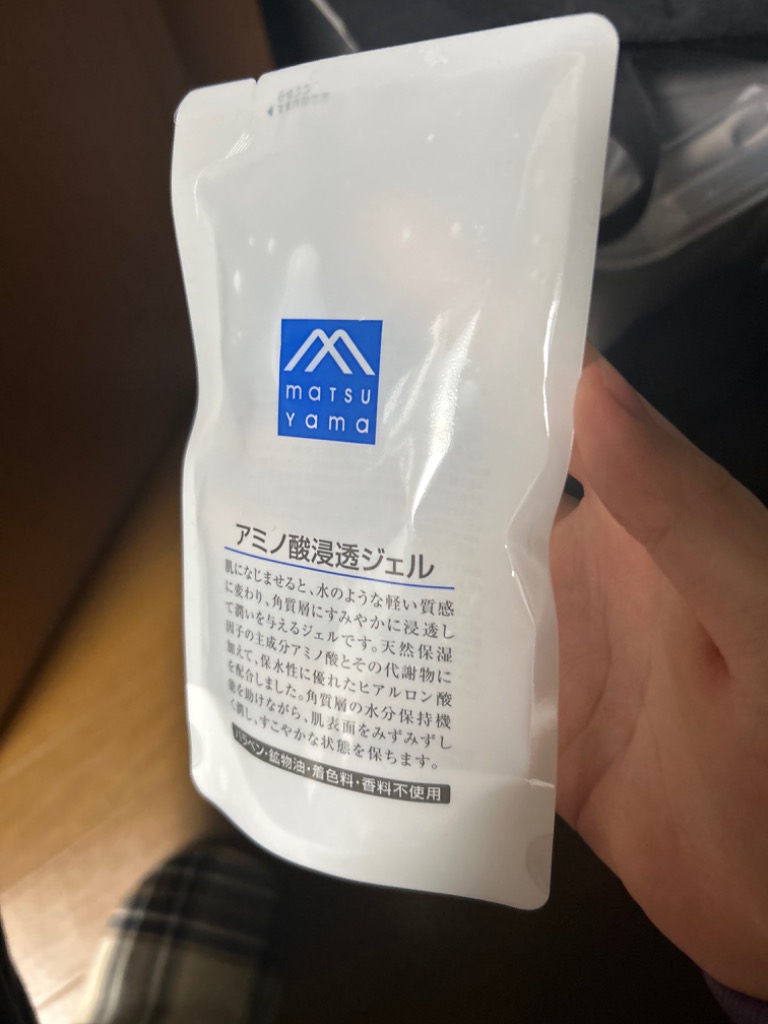 maTSU
yama
アミノ酸浸透ジェル
肌になじませると、水のような軽い質感
に変わり、角質層にすみやかに浸透し
て潤いを与えるジェルです。天然保湿
因子の主成分アミノ酸とその代謝物に
加えて、保水性に優れたヒアルロン酸
を配合しました。角質層の水分保持機
能を助けながら、肌表面をみずみずし
く潤し、すこやかな状態を保ちます。
パラベン・鉱物油・着色料・香料不使用